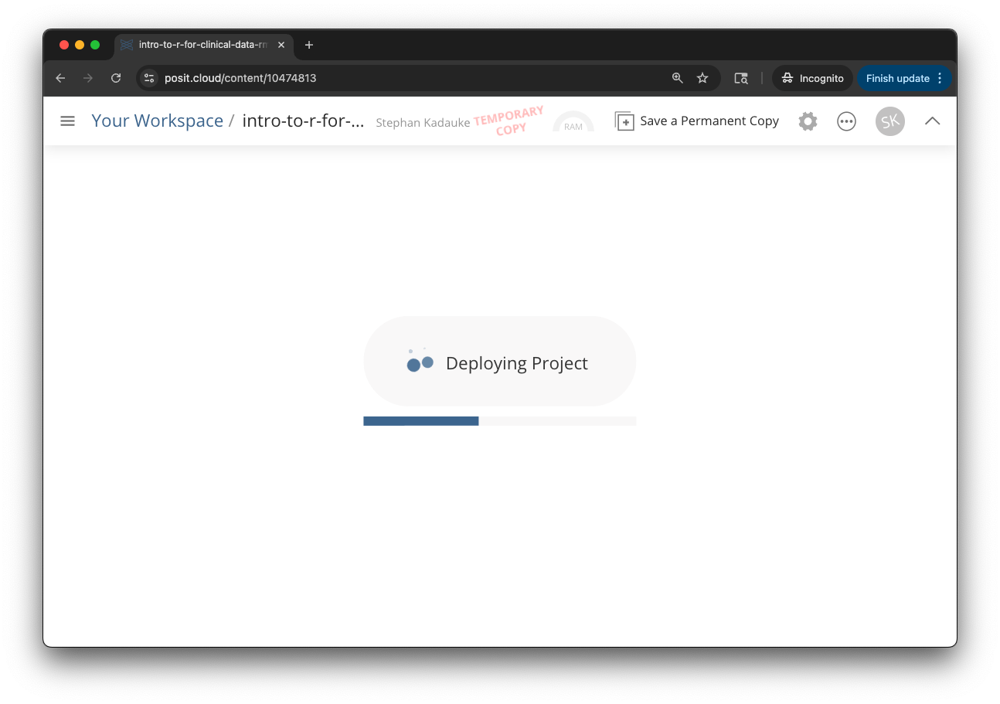 intro-to-r-for-clinical-data-rm
posit.cloud/content/10474813
Incognito
Finish update
Your Workspace / intro-to-r-for-...
Stephan Kadauke
TEMPORARY
COPY
RAM
Save a Permanent Copy
SK
Deploying Project